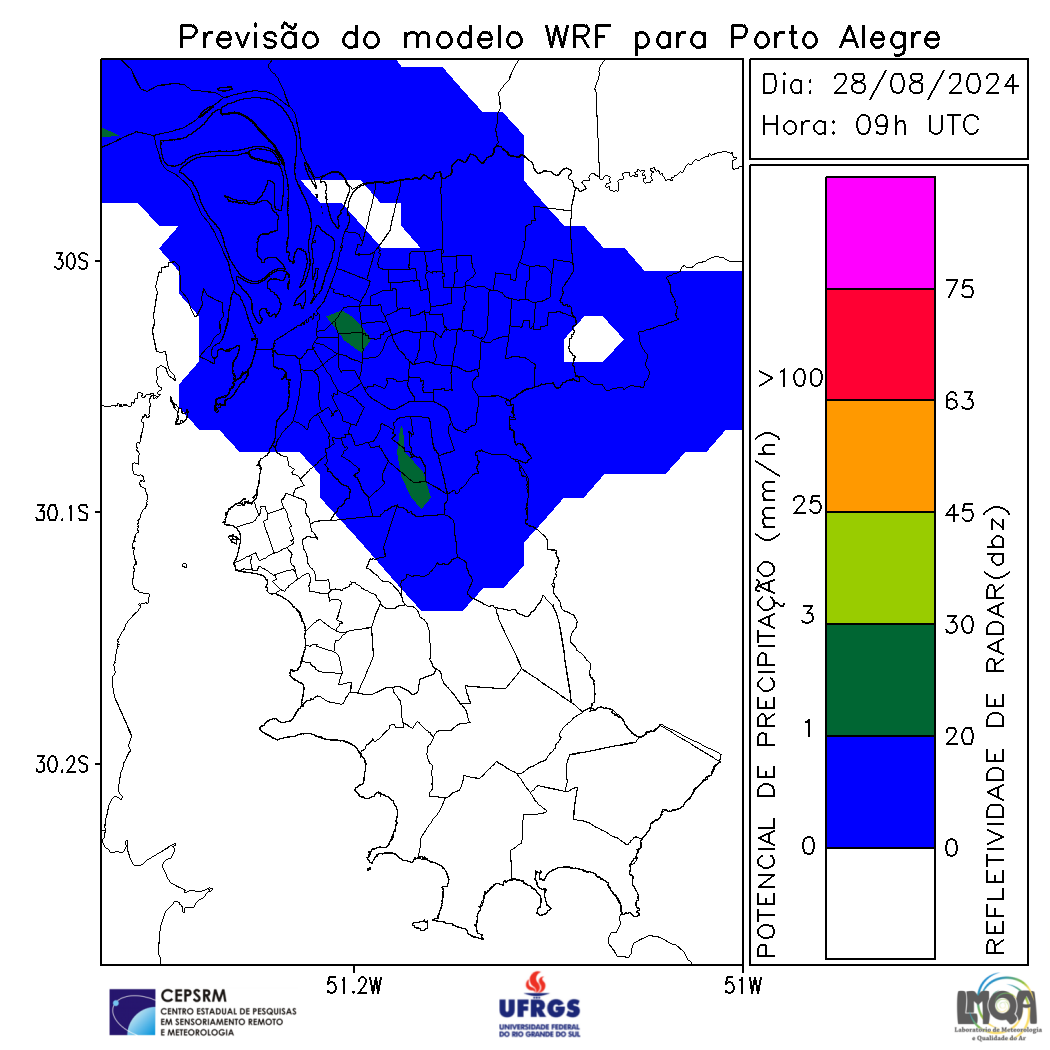 Previsão do modelo WRF para Porto Alegre
Dia: 28/08/2024
Hora: 09h UTC
30S
30.1S
30.2S
51.2W
51W
POTENCIAL DE PRECIPITAÇÃO (mm/h)
>100
25
3
1
0
75
63
45
30
20
0
REFLETIVIDADE DE RADAR(dbz)
CEPSRM
CENTRO ESTADUAL DE PESQUISAS
EM SENSORIAMENTO REMOTO
E METEOROLOGIA
UFRGS
UNIVERSIDADE FEDERAL
DO RIO GRANDE DO SUL
LMQA
Laboratório de Meteorologia
e Qualidade do Ar